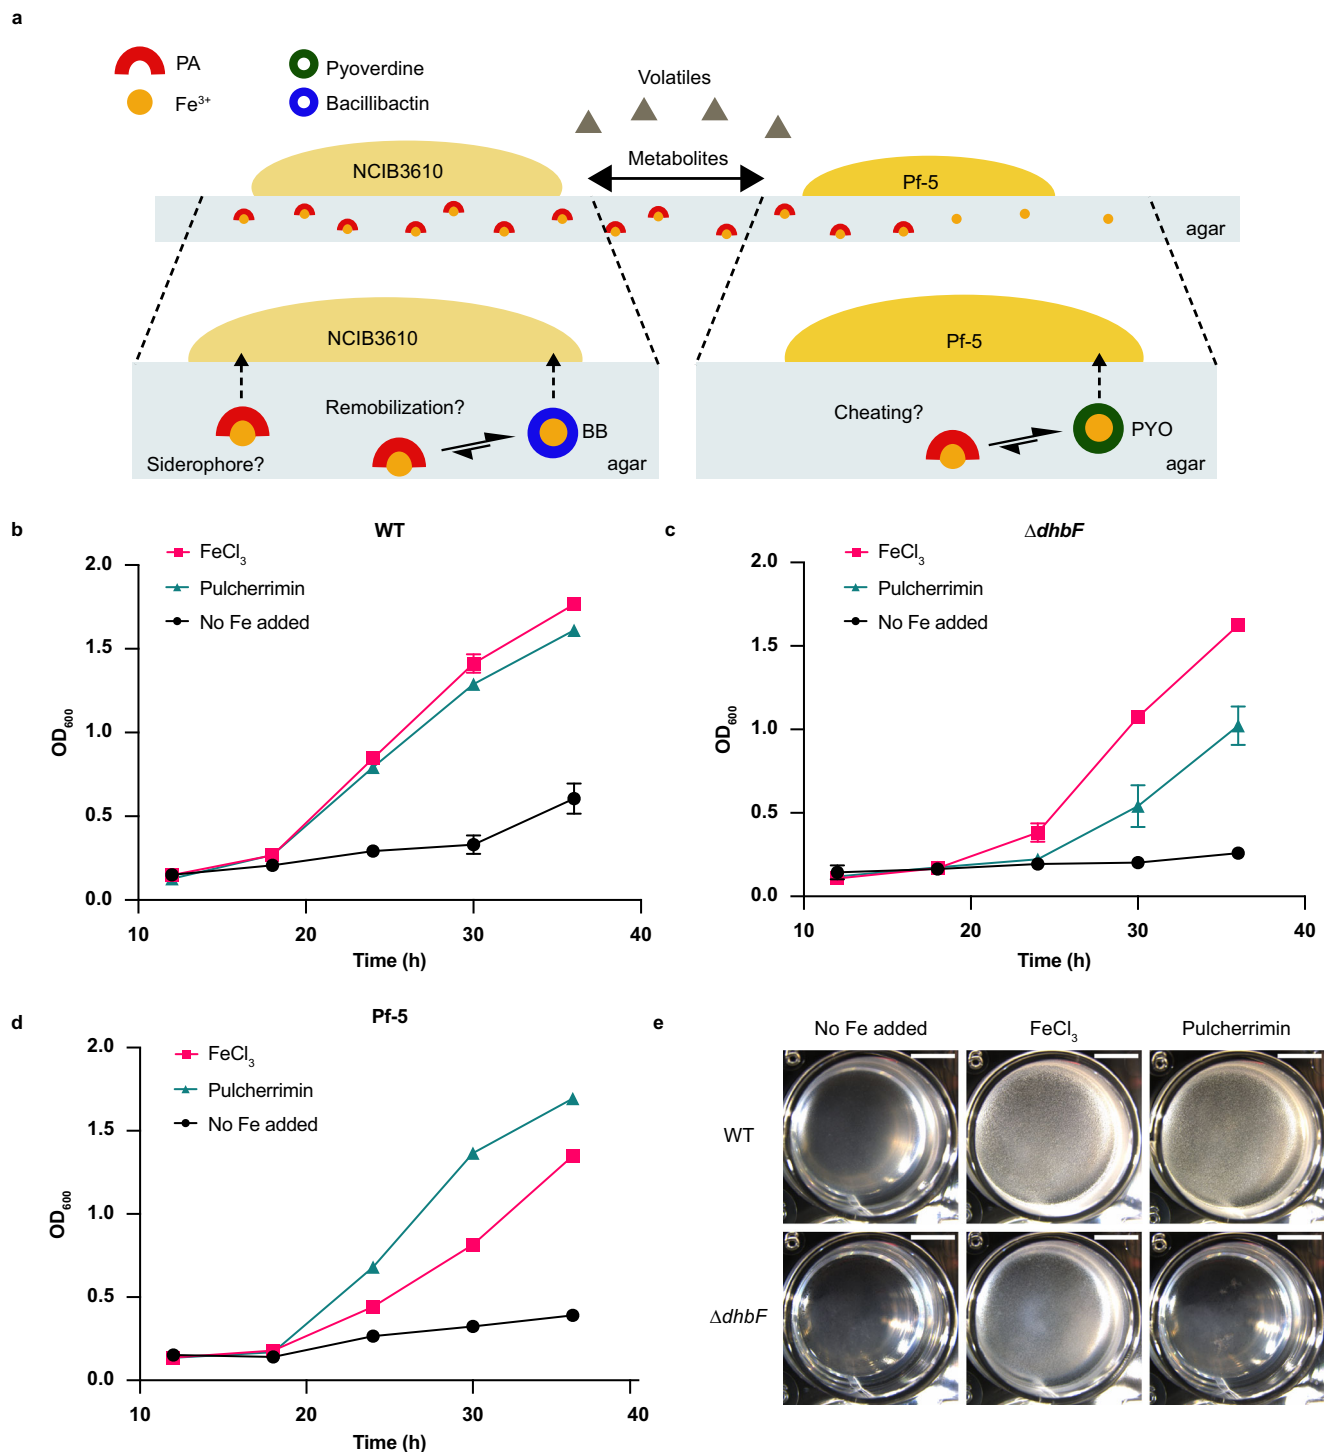 a
PA
Fe³⁺
Pyoverdine
Bacillibactin
Volatiles
Metabolites
NCIB3610
Pf-5
agar
NCIB3610
Remobilization?
Siderophore?
BB
agar
Pf-5
Cheating?
PYO
agar
b
WT
FeCl₃
Pulcherrimin
No Fe added
2.0
1.5
1.0
0.5
0.0
OD₆₀₀
10
20
30
40
Time (h)
c
ΔdhbF
FeCl₃
Pulcherrimin
No Fe added
2.0
1.5
1.0
0.5
0.0
OD₆₀₀
10
20
30
40
Time (h)
d
Pf-5
FeCl₃
Pulcherrimin
No Fe added
2.0
1.5
1.0
0.5
0.0
OD₆₀₀
10
20
30
40
Time (h)
e
No Fe added
FeCl₃
Pulcherrimin
WT
ΔdhbF